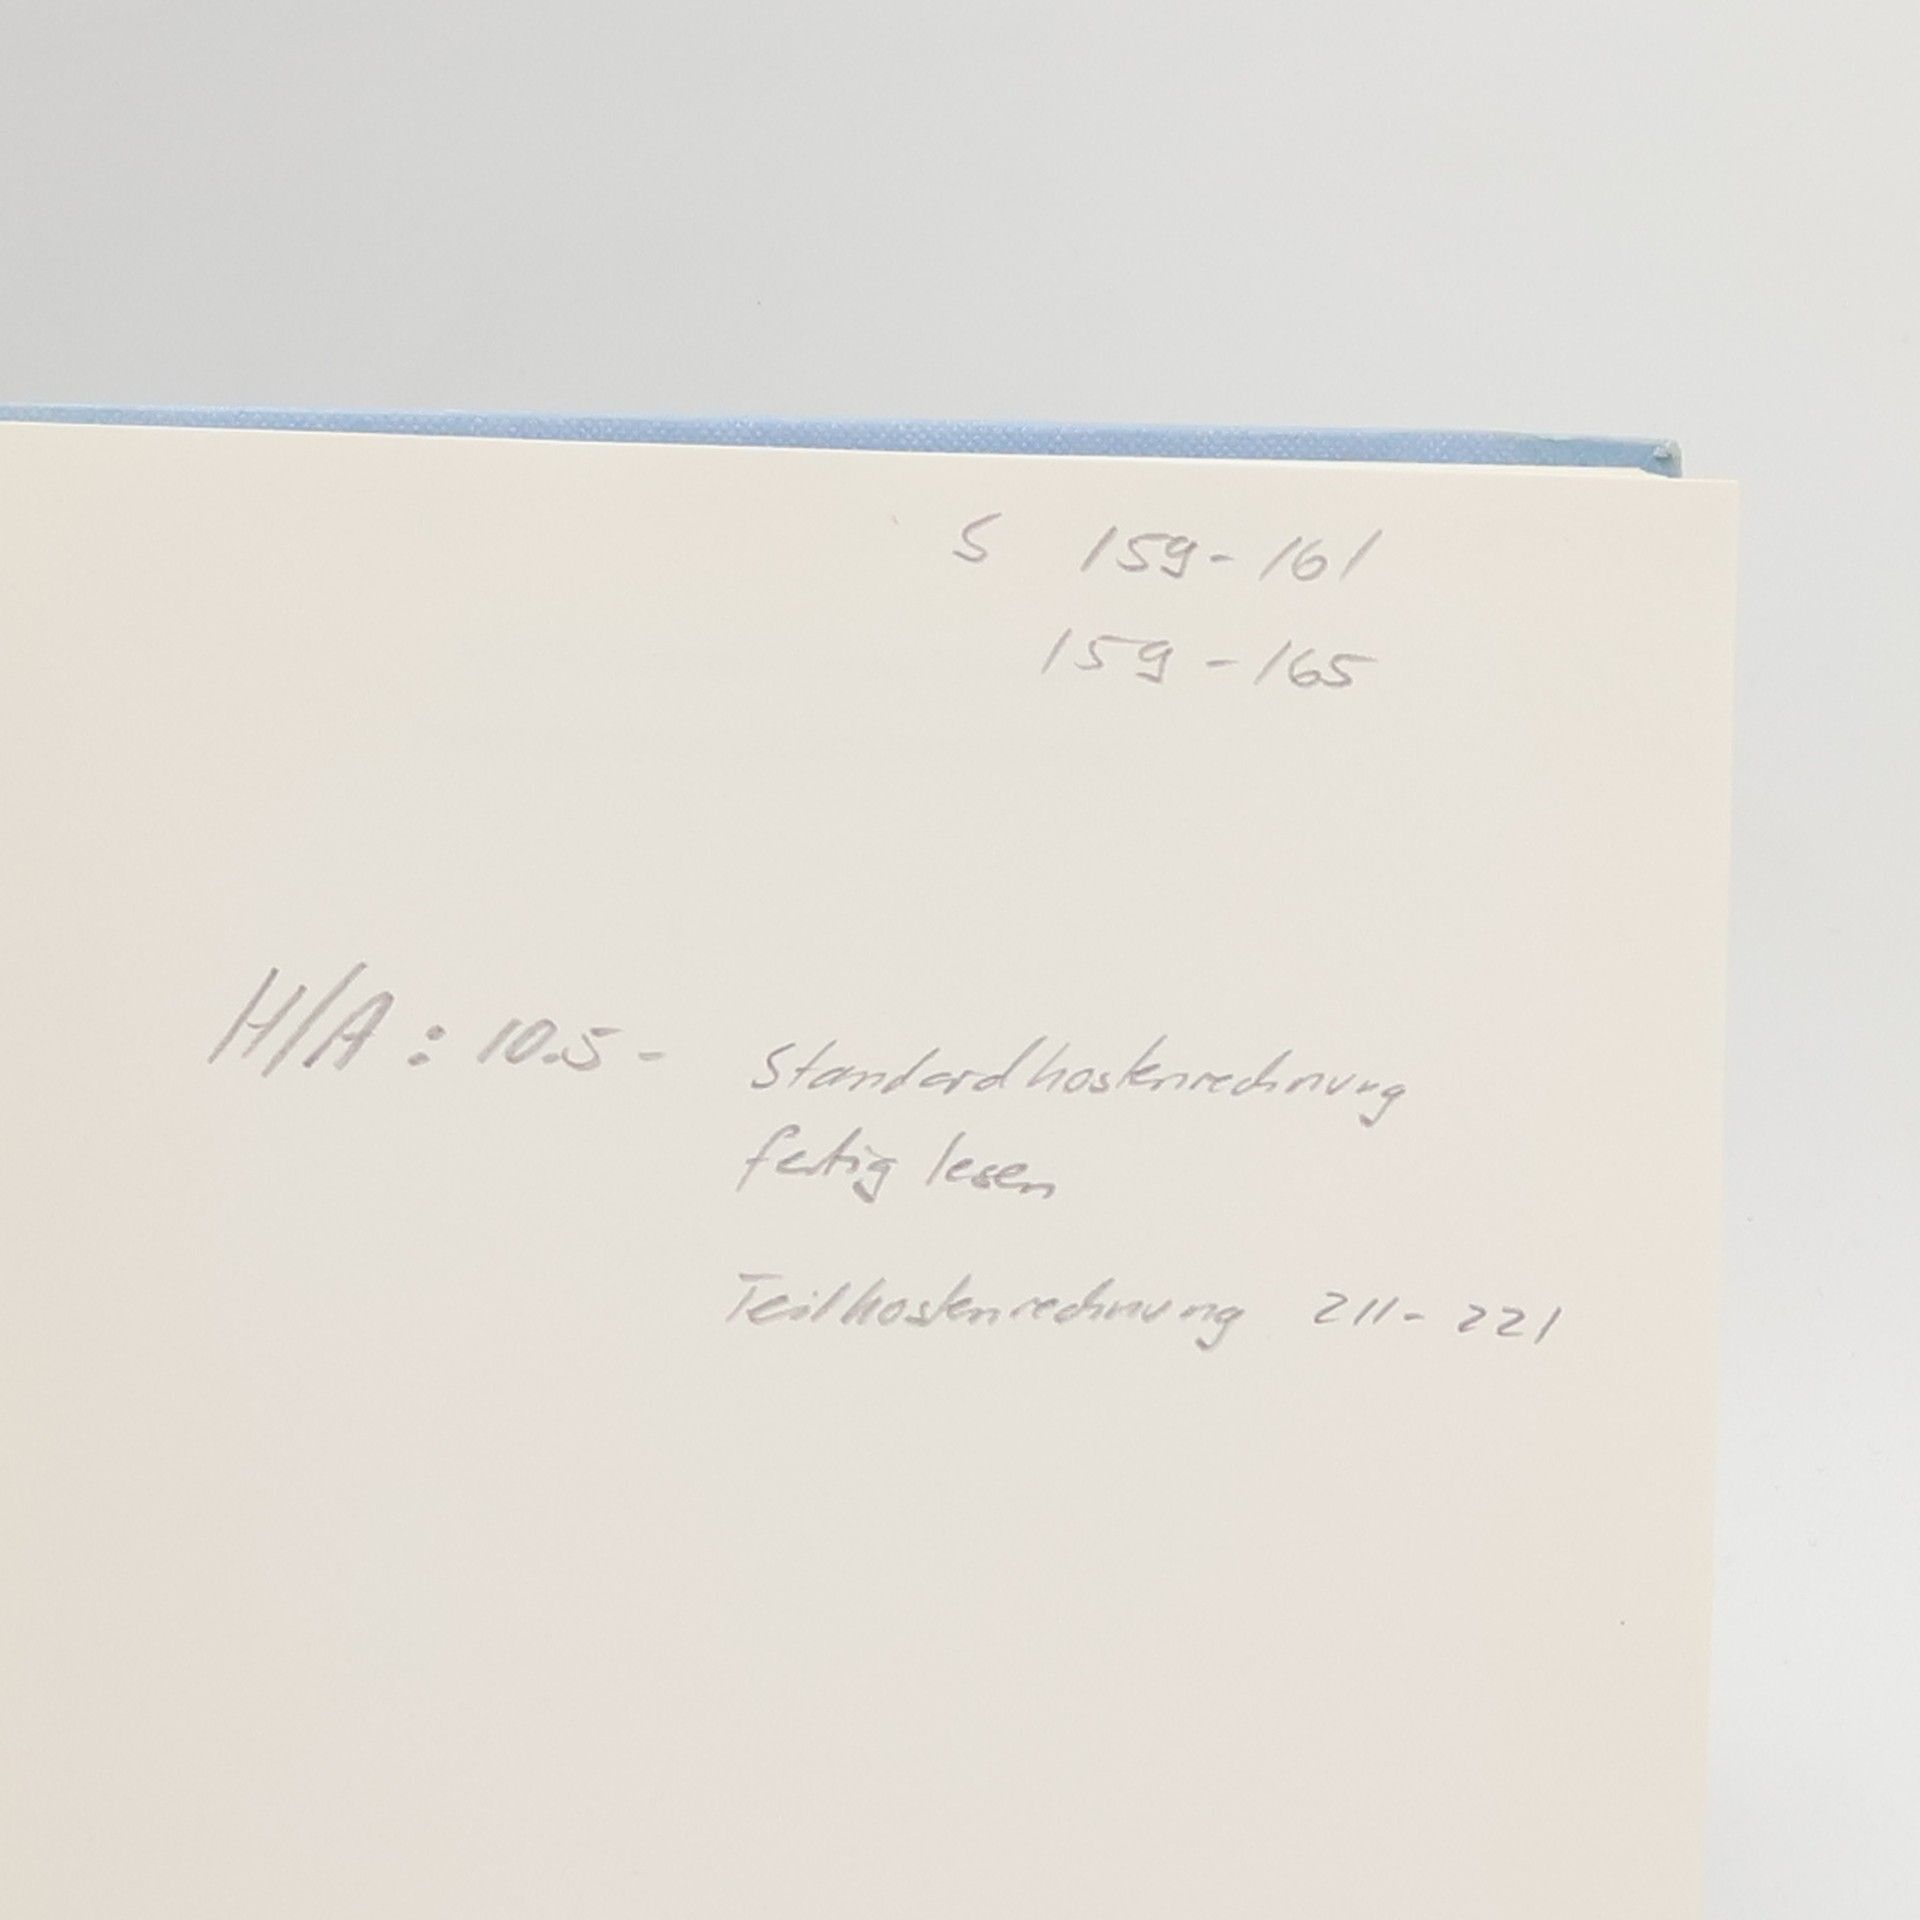 S 159-161
159-165
H/A: 10.5- Standardkostenrechnung
fertig lesen
Teilkostenrechnung 211-221